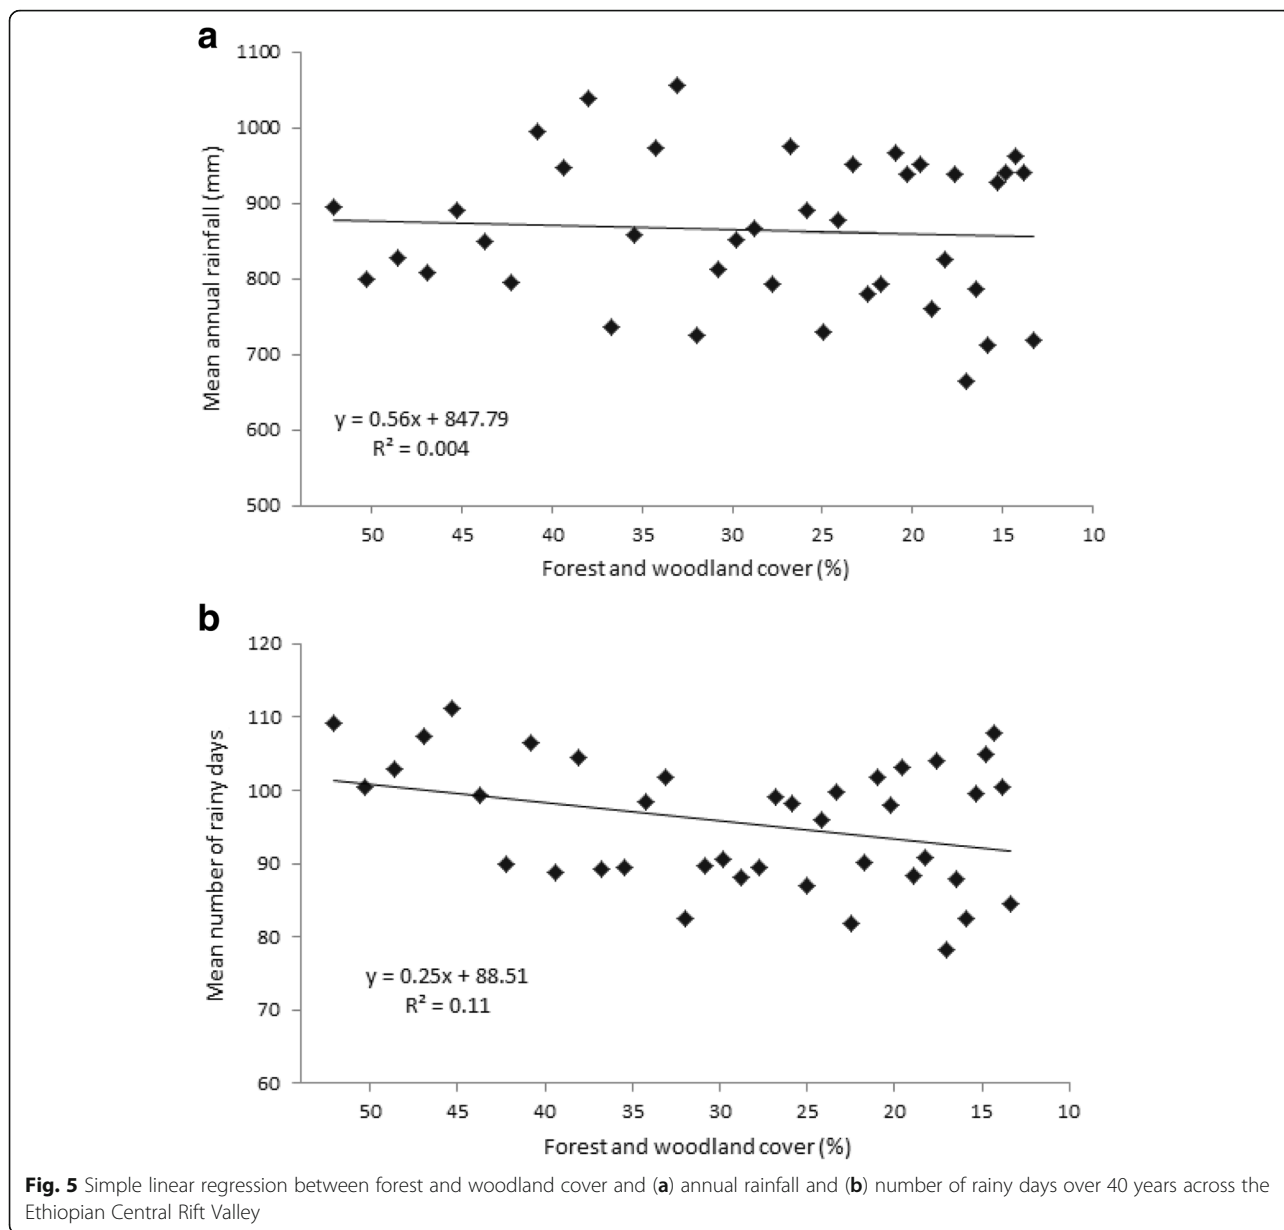 a
1100
1000
900
800
700
600
500
Mean annual rainfall (mm)
y = 0.56x + 847.79
R² = 0.004
50 45 40 35 30 25 20 15 10
Forest and woodland cover (%)
b
120
110
100
90
80
70
60
Mean number of rainy days
y = 0.25x + 88.51
R² = 0.11
50 45 40 35 30 25 20 15 10
Forest and woodland cover (%)
Fig. 5 Simple linear regression between forest and woodland cover and (a) annual rainfall and (b) number of rainy days over 40 years across the
Ethiopian Central Rift Valley